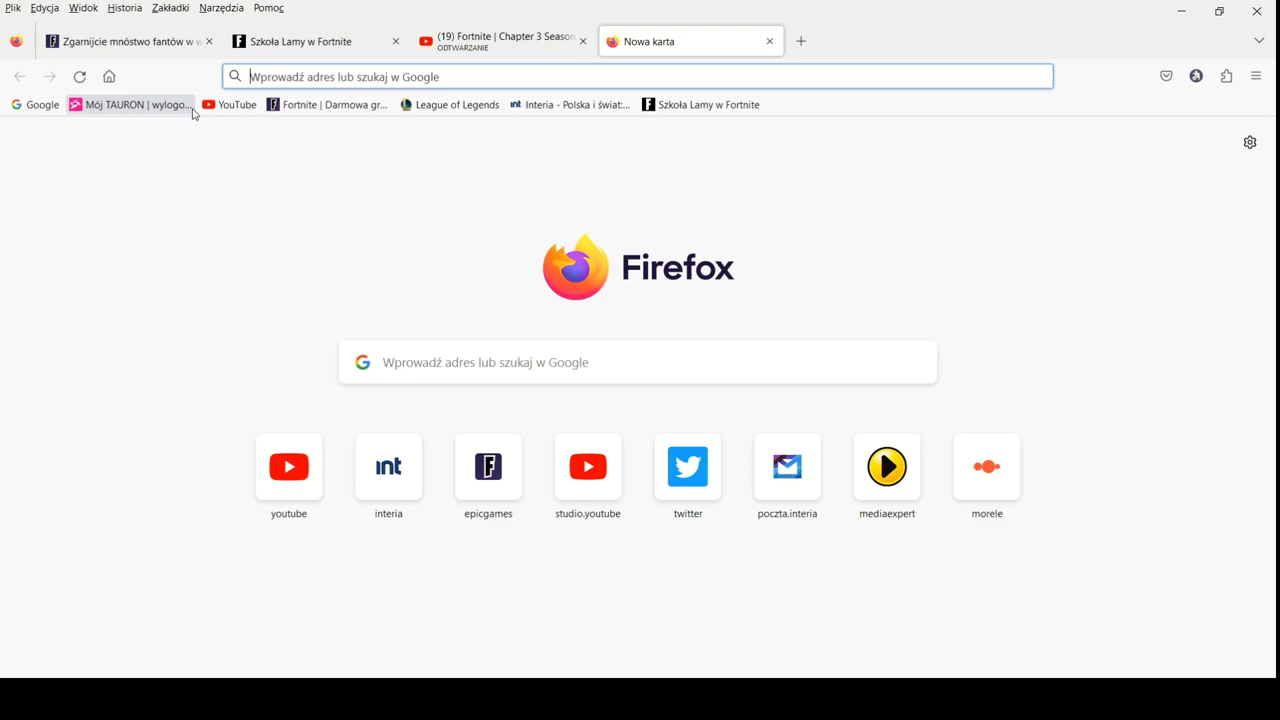 Plik Edycja Widok Historia Zakładki Narzędzia Pomoc
Zgarnijcie mnóstwo fantów w w
Szkoła Lamy w Fortnite
(19) Fortnite | Chapter 3 Season
ODTWARZANIE
Nowa karta
Wprowadź adres lub szukaj w Google
Google Mój TAURON | wylogo... YouTube Fortnite | Darmowa gr... League of Legends Interia - Polska i świat:... Szkoła Lamy w Fortnite
Firefox
Wprowadź adres lub szukaj w Google
int
youtube interia epicgames studio.youtube twitter poczta.interia mediaexpert morele